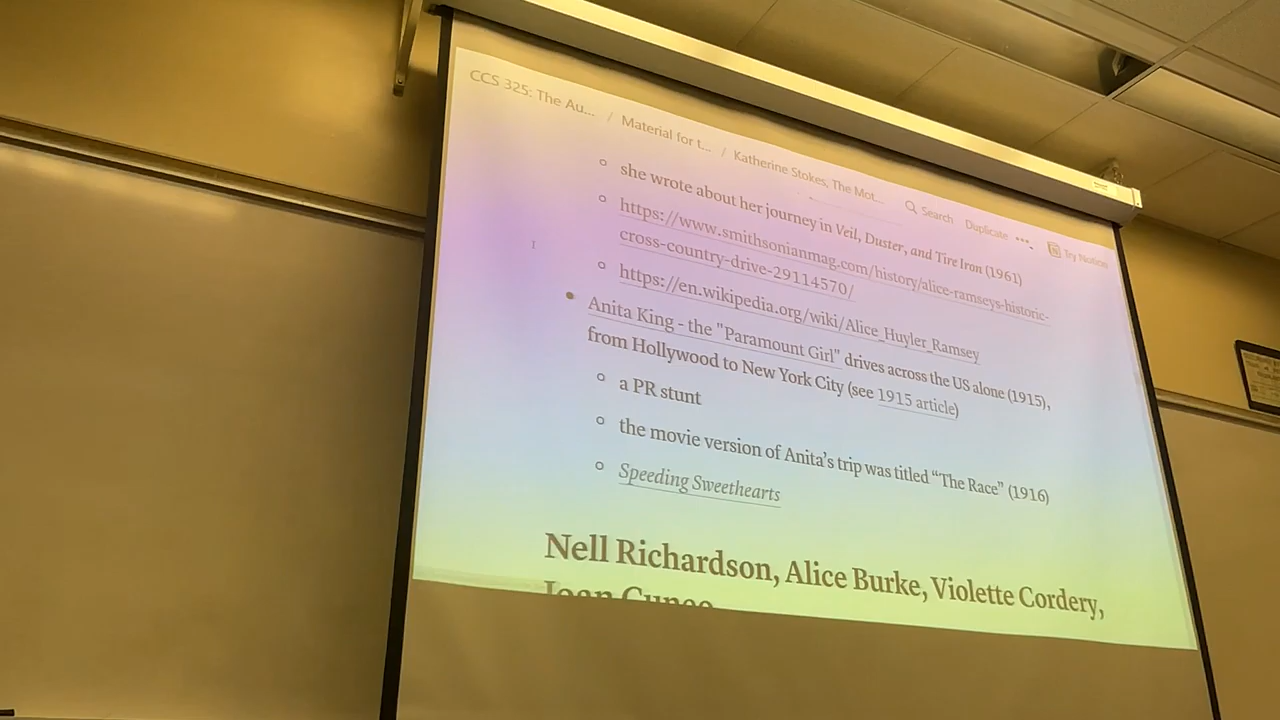 CCS 325: The Au... / Material for t... / Katherine Stokes, The Mot... Search Duplicate ••• Try Notion
she wrote about her journey in Veil, Duster, and Tire Iron (1961)
https://www.smithsonianmag.com/history/alice-ramseys-historic-
cross-country-drive-29114570/
https://en.wikipedia.org/wiki/Alice_Huyler_Ramsey
Anita King - the "Paramount Girl" drives across the US alone (1915),
from Hollywood to New York City (see 1915 article)
a PR stunt
the movie version of Anita’s trip was titled “The Race” (1916)
Speeding Sweethearts
Nell Richardson, Alice Burke, Violette Cordery,
Joan Cuneo